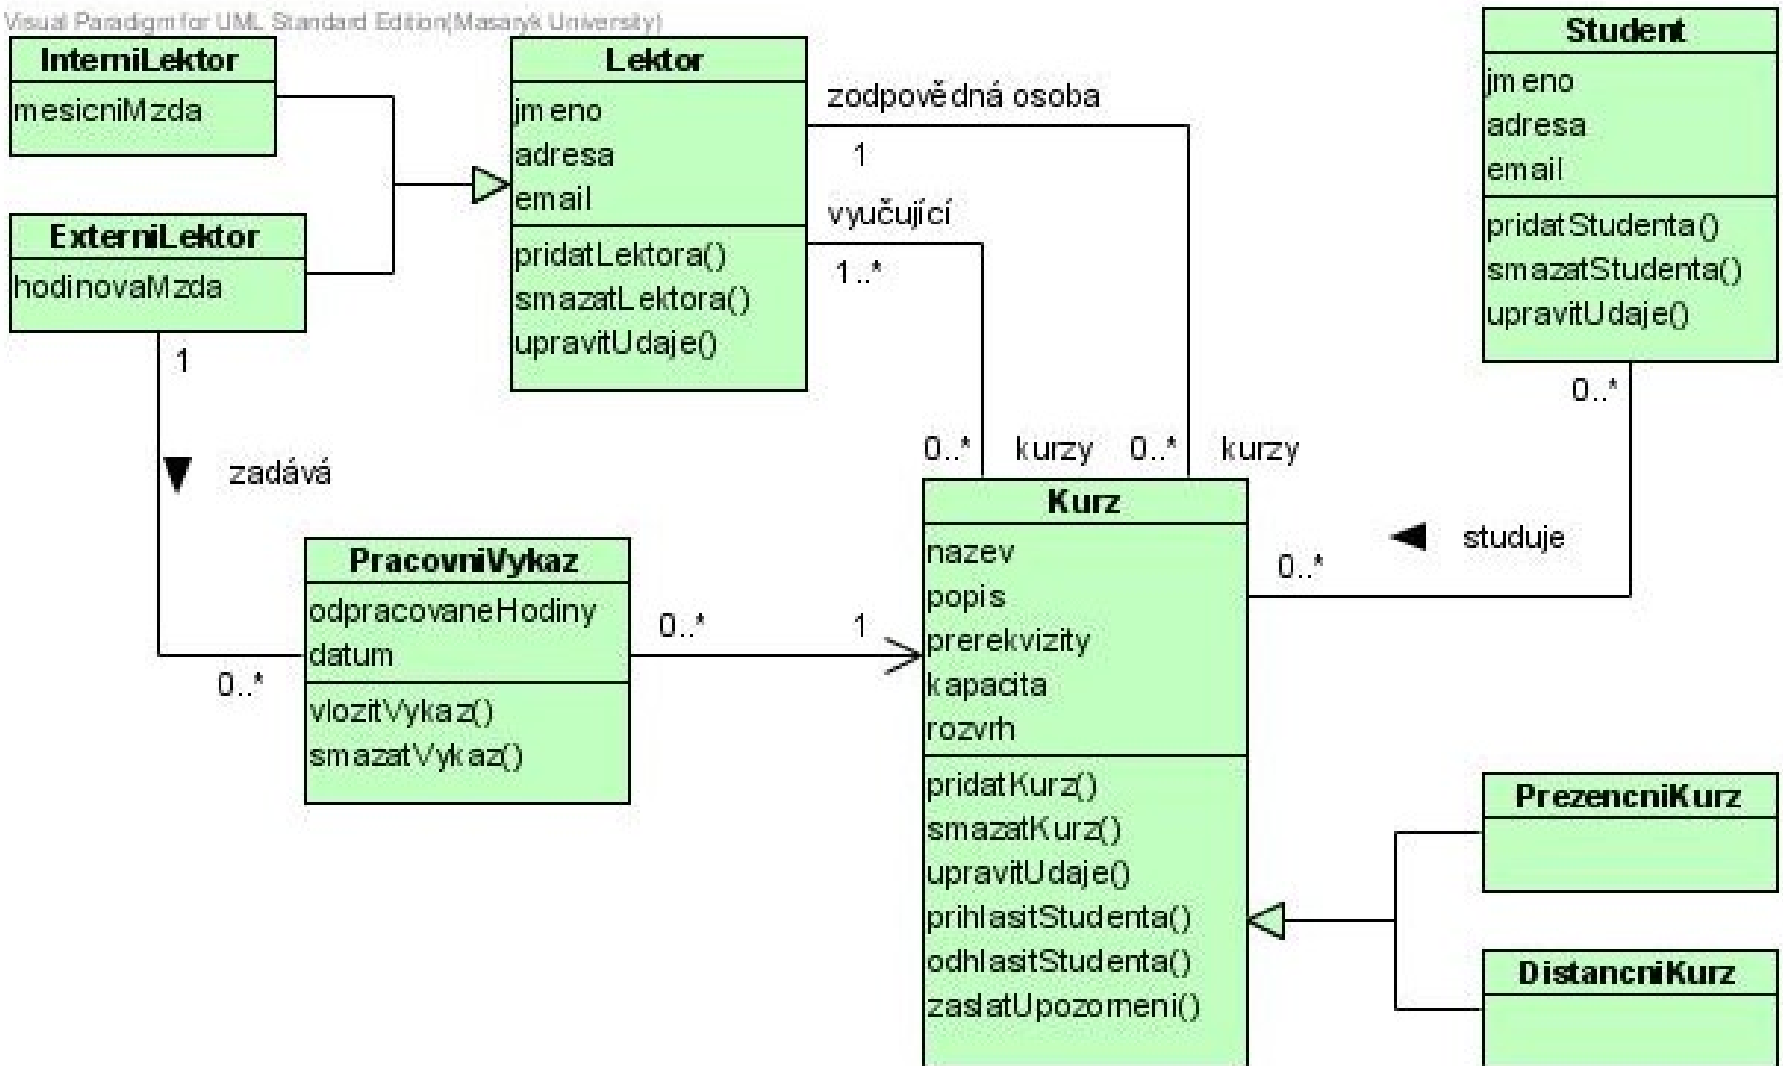 Visual Paradigm for UML Standard Edition(Masaryk University)
InterniLektor
mesicniMzda
ExterniLektor
hodinovaMzda
1
zadává
0..*
Lektor
jmeno
adresa
email
pridatLektora()
smazatLektora()
upravitUdaje()
zodpovědná osoba
1
vyučující
1..*
0..* kurzy 0..* kurzy
Student
jmeno
adresa
email
pridatStudenta()
smazatStudenta()
upravitUdaje()
0..*
studuje
0..*
PracovniVykaz
odpracovaneHodiny
datum
vlozitVykaz()
smazatVykaz()
0..* 1
Kurz
nazev
popis
prerekvizity
kapacita
rozvrh
pridatKurz()
smazatKurz()
upravitUdaje()
prihlasitStudenta()
odhlasitStudenta()
zaslatUpozorneni()
PrezencniKurz
DistancniKurz